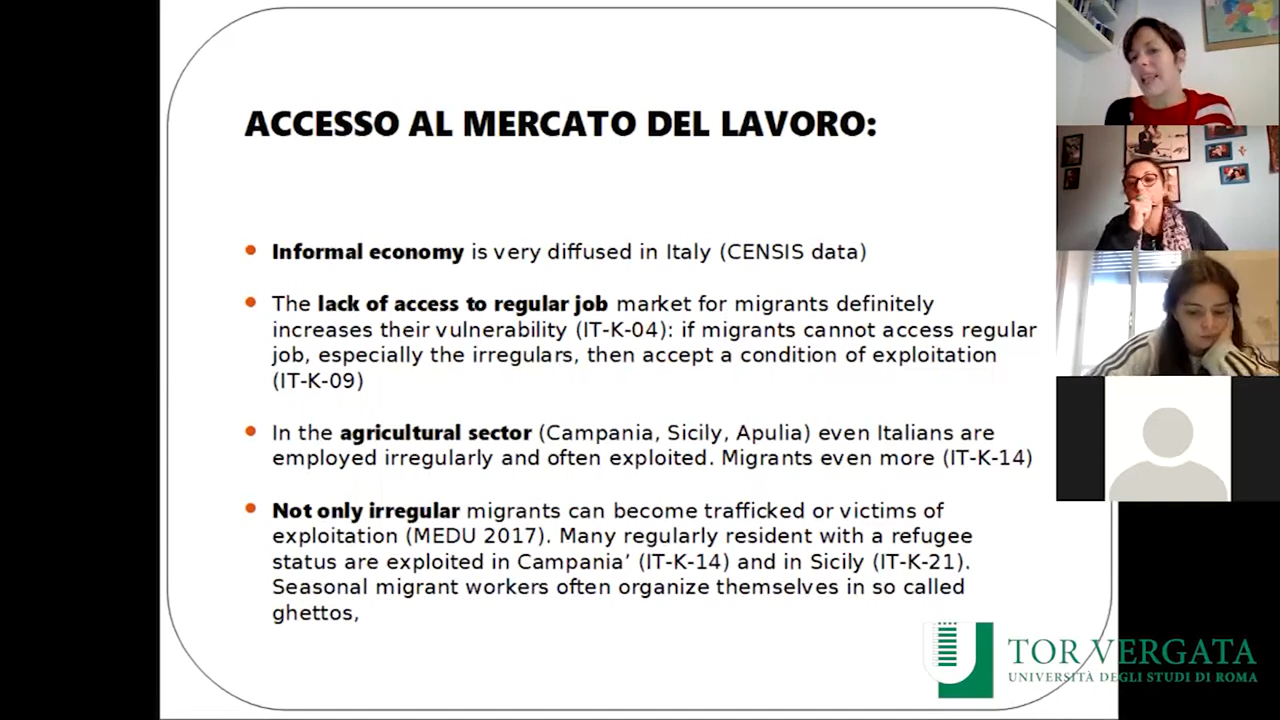 ACCESSO AL MERCATO DEL LAVORO:
• Informal economy is very diffused in Italy (CENSIS data)
• The lack of access to regular job market for migrants definitely
increases their vulnerability (IT-K-04): if migrants cannot access regular
job, especially the irregulars, then accept a condition of exploitation
(IT-K-09)
• In the agricultural sector (Campania, Sicily, Apulia) even Italians are
employed irregularly and often exploited. Migrants even more (IT-K-14)
• Not only irregular migrants can become trafficked or victims of
exploitation (MEDU 2017). Many regularly resident with a refugee
status are exploited in Campania’ (IT-K-14) and in Sicily (IT-K-21).
Seasonal migrant workers often organize themselves in so called
ghettos,
TOR VERGATA
UNIVERSITÀ DEGLI STUDI DI ROMA